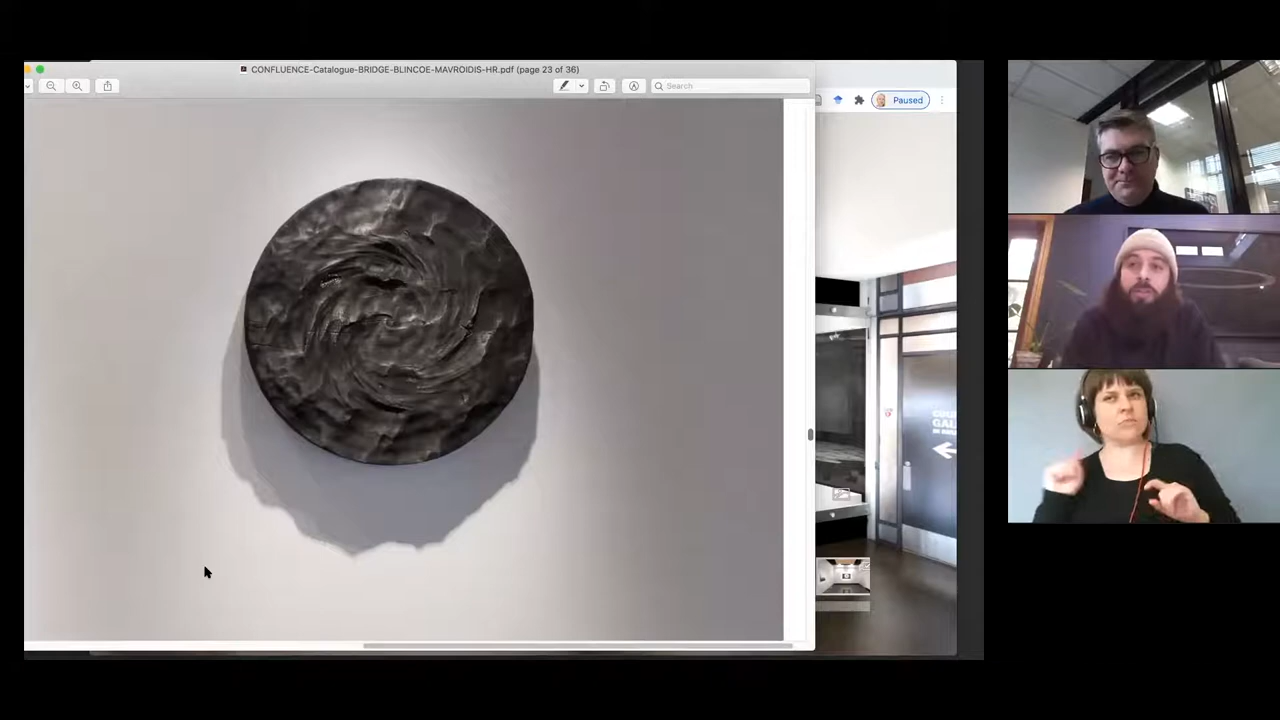 CONFLUENCE-Catalogue-BRIDGE-BLINCOE-MAVROIDIS-HR.pdf (page 23 of 36)
Search
Paused